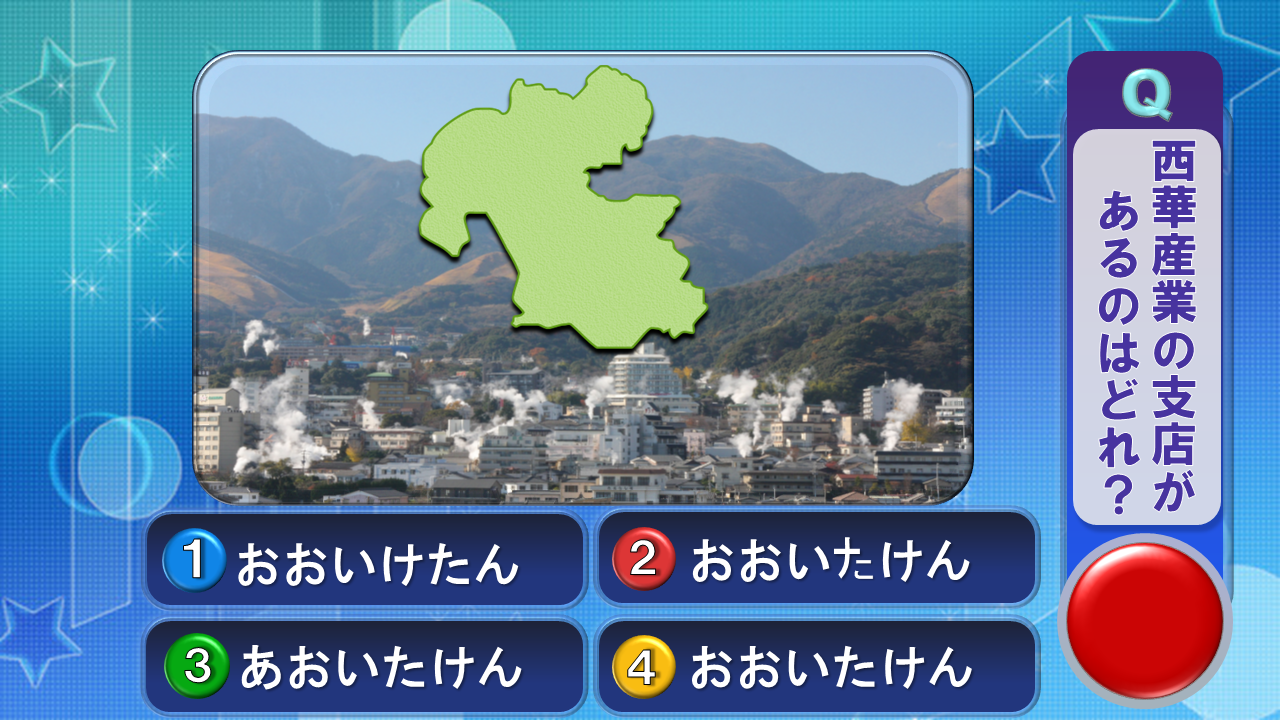 Q
西華産業の支店が
あるのはどれ?
1 おおいけたん
2 おおいたけん
3 あおいたけん
4 おおいたけん